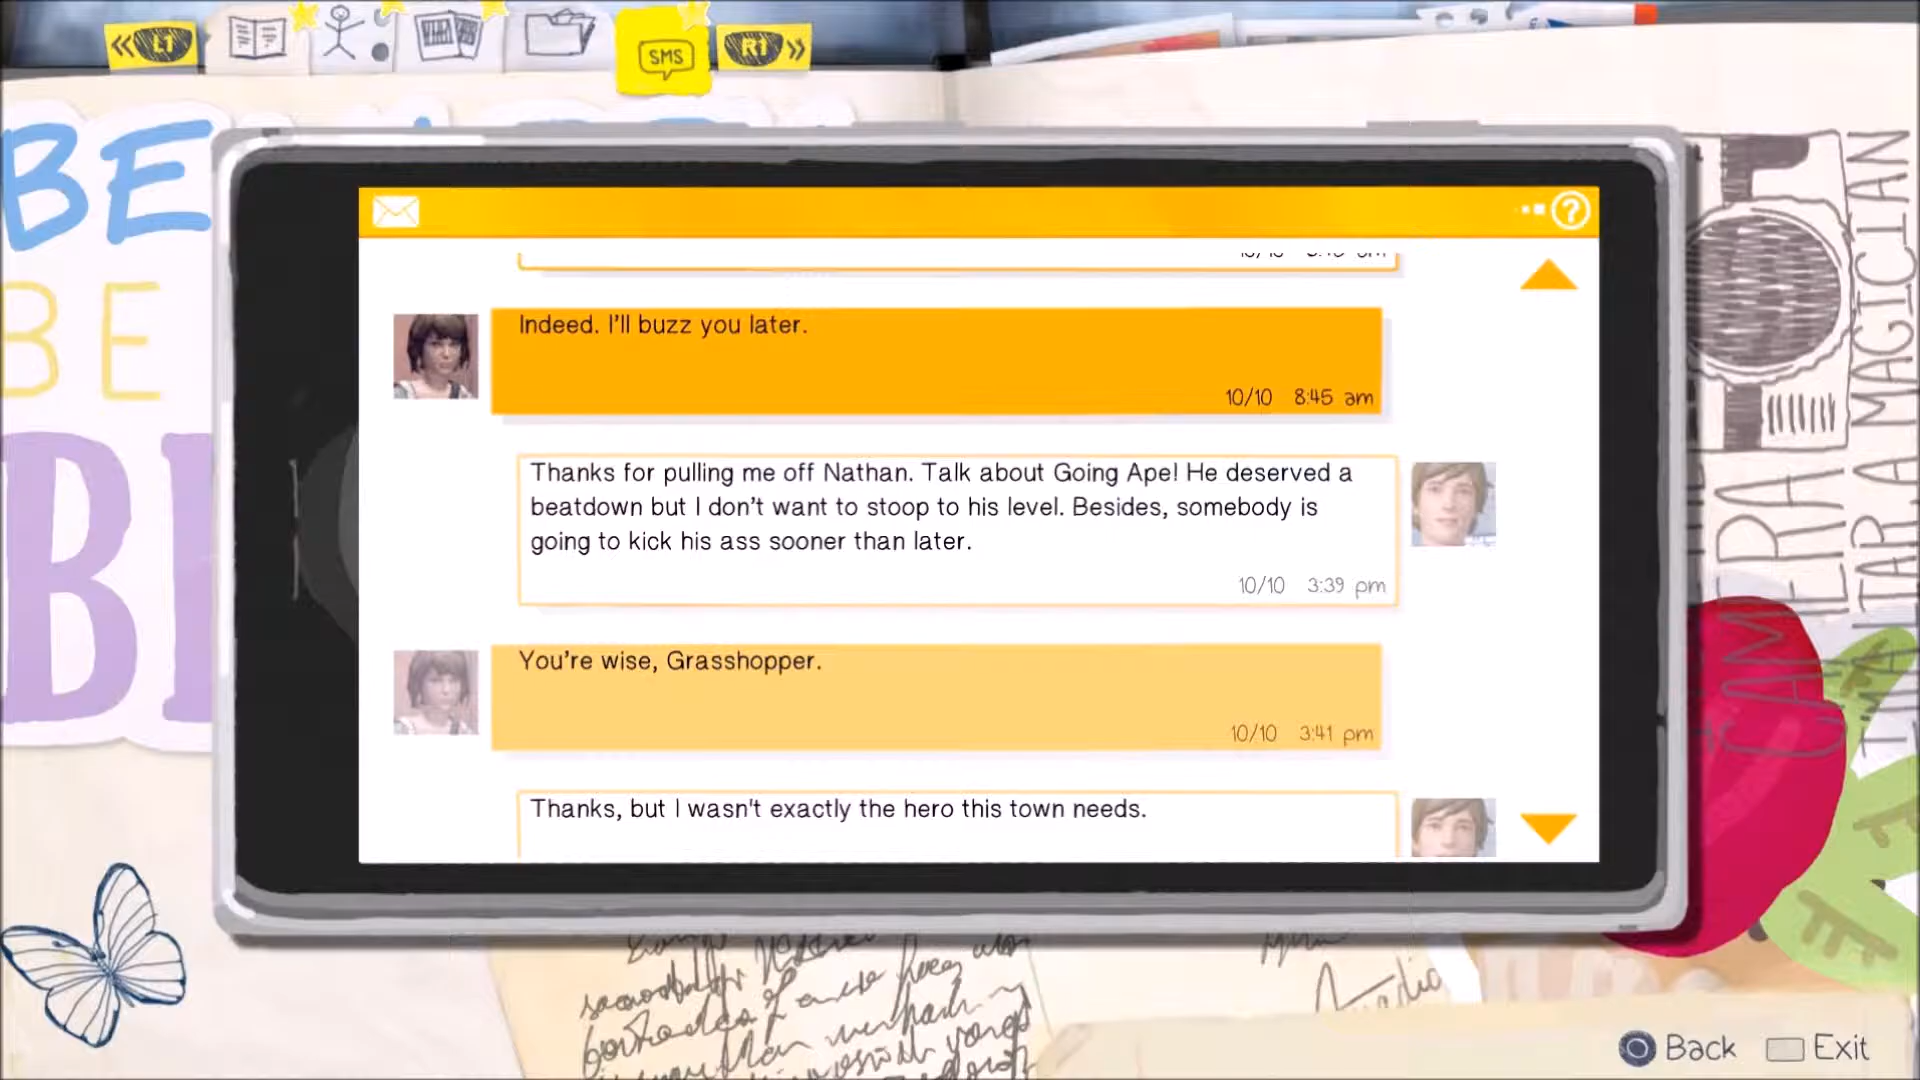 L1
SMS
R1
BE
BE
Indeed. I'll buzz you later.
10/10 8:45 am
Thanks for pulling me off Nathan. Talk about Going Ape! He deserved a
beatdown but I don't want to stoop to his level. Besides, somebody is
going to kick his ass sooner than later.
10/10 3:39 pm
You're wise, Grasshopper.
10/10 3:41 pm
Thanks, but I wasn't exactly the hero this town needs.
CAMERA MAGICIAN
Back
Exit